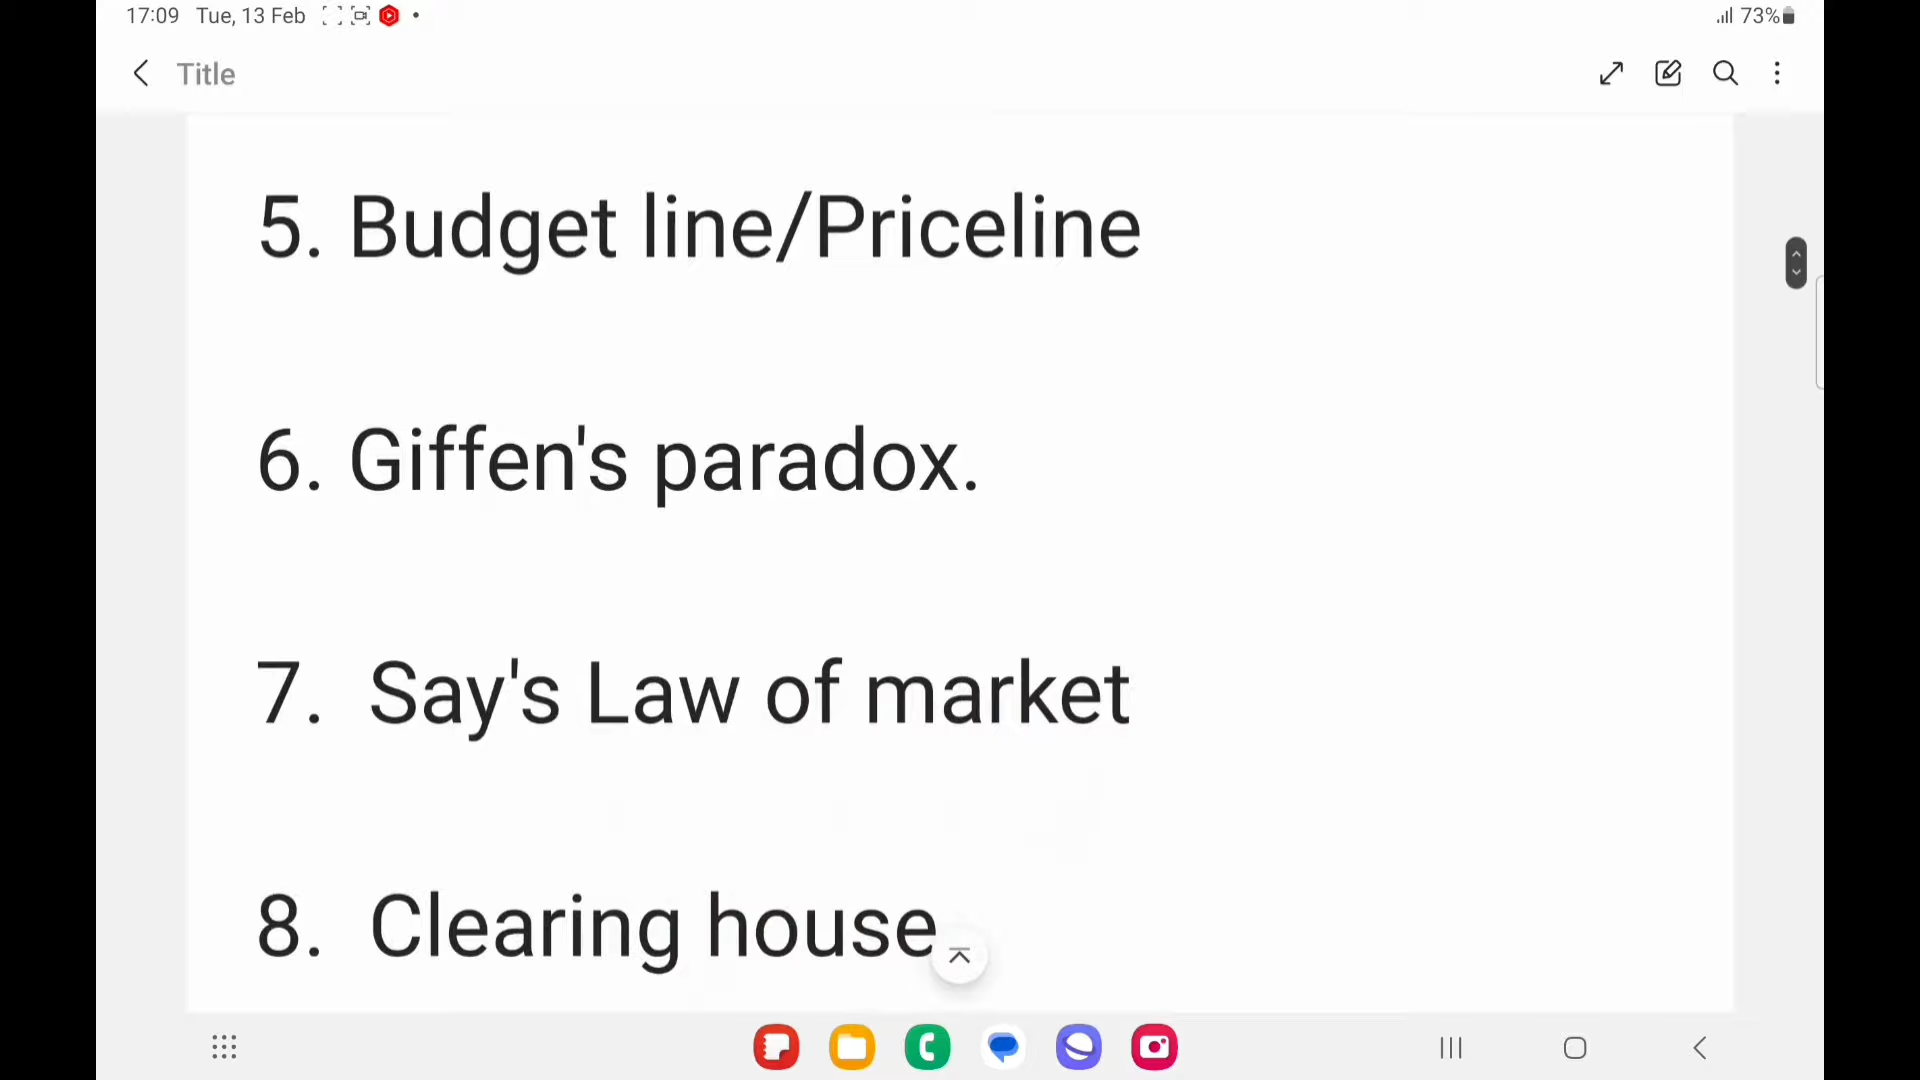 17:09 Tue, 13 Feb
73%
Title
5. Budget line/Priceline
6. Giffen's paradox.
7. Say's Law of market
8. Clearing house